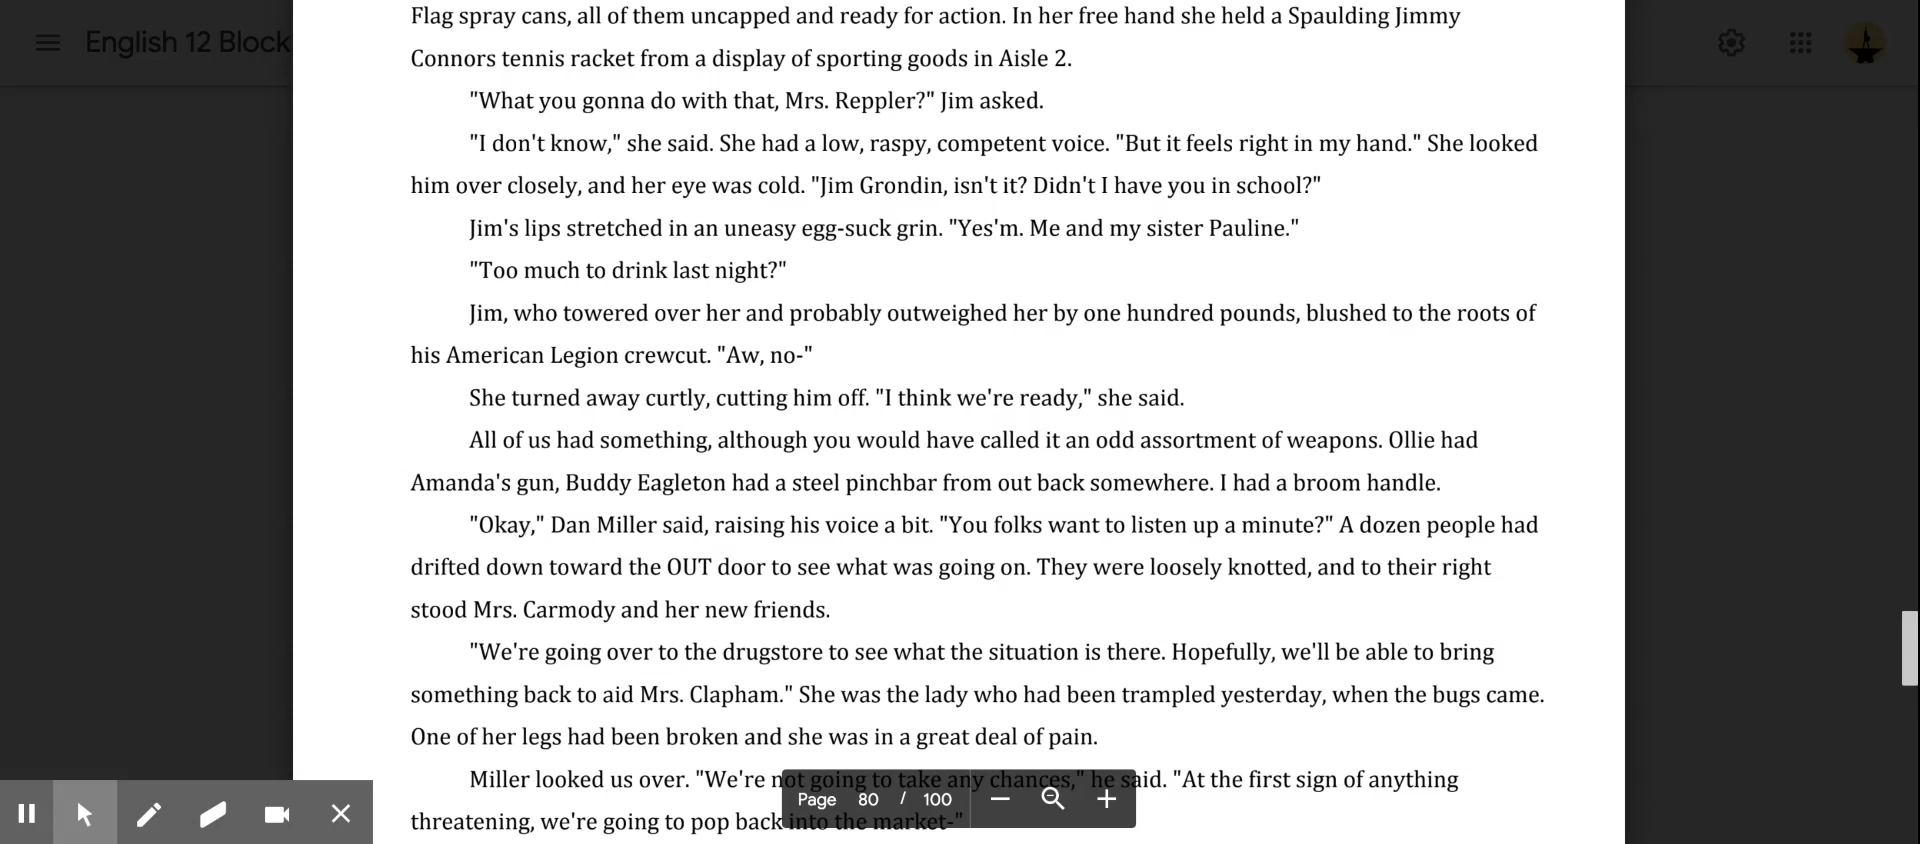 English 12 Block
Flag spray cans, all of them uncapped and ready for action. In her free hand she held a Spaulding Jimmy
Connors tennis racket from a display of sporting goods in Aisle 2.
"What you gonna do with that, Mrs. Reppler?" Jim asked.
"I don't know," she said. She had a low, raspy, competent voice. "But it feels right in my hand." She looked
him over closely, and her eye was cold. "Jim Grondin, isn't it? Didn't I have you in school?"
Jim's lips stretched in an uneasy egg-suck grin. "Yes'm. Me and my sister Pauline."
"Too much to drink last night?"
Jim, who towered over her and probably outweighed her by one hundred pounds, blushed to the roots of
his American Legion crewcut. "Aw, no-"
She turned away curtly, cutting him off. "I think we're ready," she said.
All of us had something, although you would have called it an odd assortment of weapons. Ollie had
Amanda's gun, Buddy Eagleton had a steel pinchbar from out back somewhere. I had a broom handle.
"Okay," Dan Miller said, raising his voice a bit. "You folks want to listen up a minute?" A dozen people had
drifted down toward the OUT door to see what was going on. They were loosely knotted, and to their right
stood Mrs. Carmody and her new friends.
"We're going over to the drugstore to see what the situation is there. Hopefully, we'll be able to bring
something back to aid Mrs. Clapham." She was the lady who had been trampled yesterday, when the bugs came.
One of her legs had been broken and she was in a great deal of pain.
Miller looked us over. "We're not going to take any chances," he said. "At the first sign of anything
threatening, we're going to pop back into the market-"
Page 80 / 100